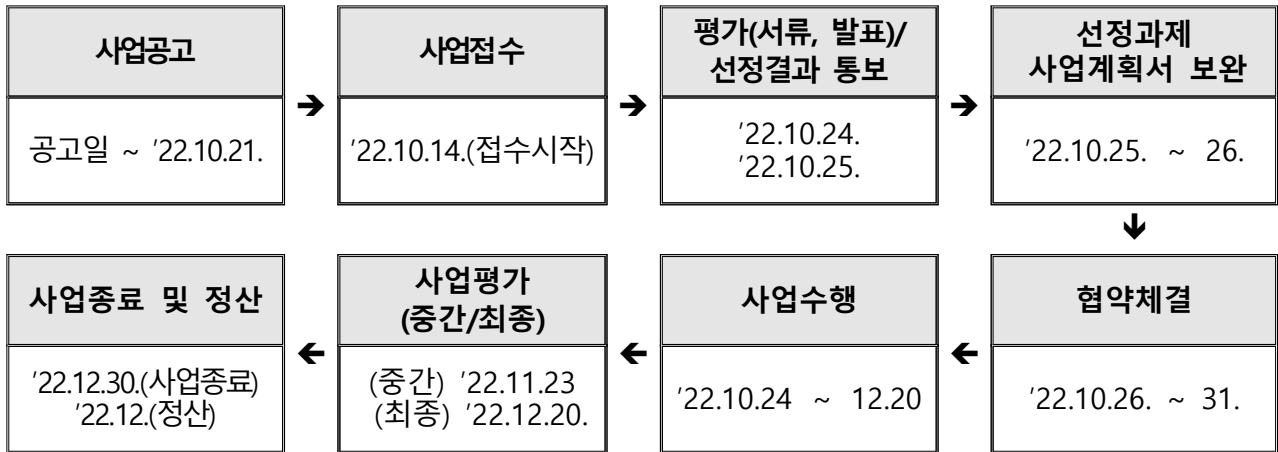 사업공고
공고일 ~ '22.10.21.
사업접수
'22.10.14.(접수시작)
평가(서류, 발표)/
선정결과 통보
'22.10.24.
'22.10.25.
선정과제
사업계획서 보완
'22.10.25. ~ 26.
협약체결
'22.10.26. ~ 31.
사업수행
'22.10.24 ~ 12.20
사업평가
(중간/최종)
(중간) '22.11.23
(최종) '22.12.20.
사업종료 및 정산
'22.12.30.(사업종료)
'22.12.(정산)